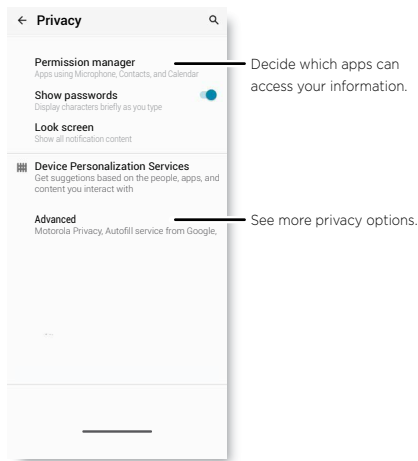 Privacy
Permission manager
Apps using Microphone, Contacts, and Calendar
Decide which apps can
access your information.
Show passwords
Display characters briefly as you type
Look screen
Show all notification content
Device Personalization Services
Get suggetions based on the people, apps, and
content you interact with
Advanced
Motorola Privacy, Autofill service from Google,
See more privacy options.